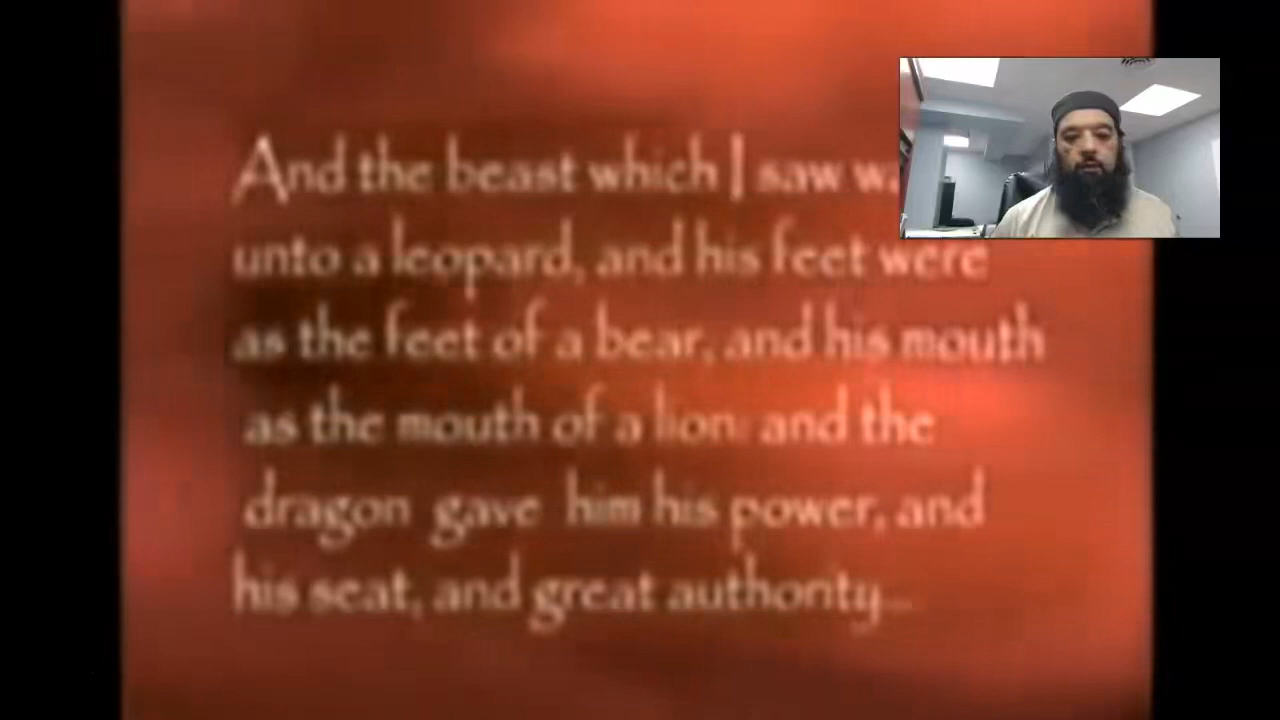 And the beast which I saw
unto a leopard, and his feet were
as the feet of a bear, and his mouth
as the mouth of a lion: and the
dragon gave him his power, and
his seat, and great authority...